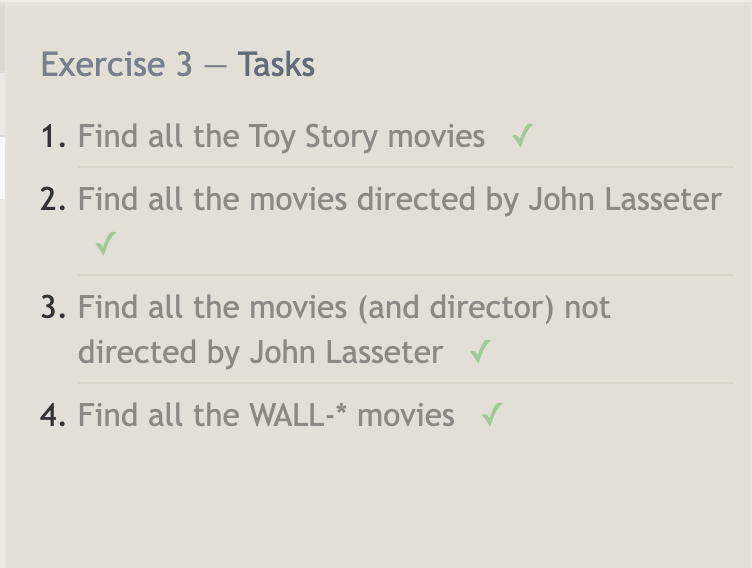 Exercise 3 — Tasks
1. Find all the Toy Story movies ✓
2. Find all the movies directed by John Lasseter
✓
3. Find all the movies (and director) not
directed by John Lasseter ✓
4. Find all the WALL-* movies ✓